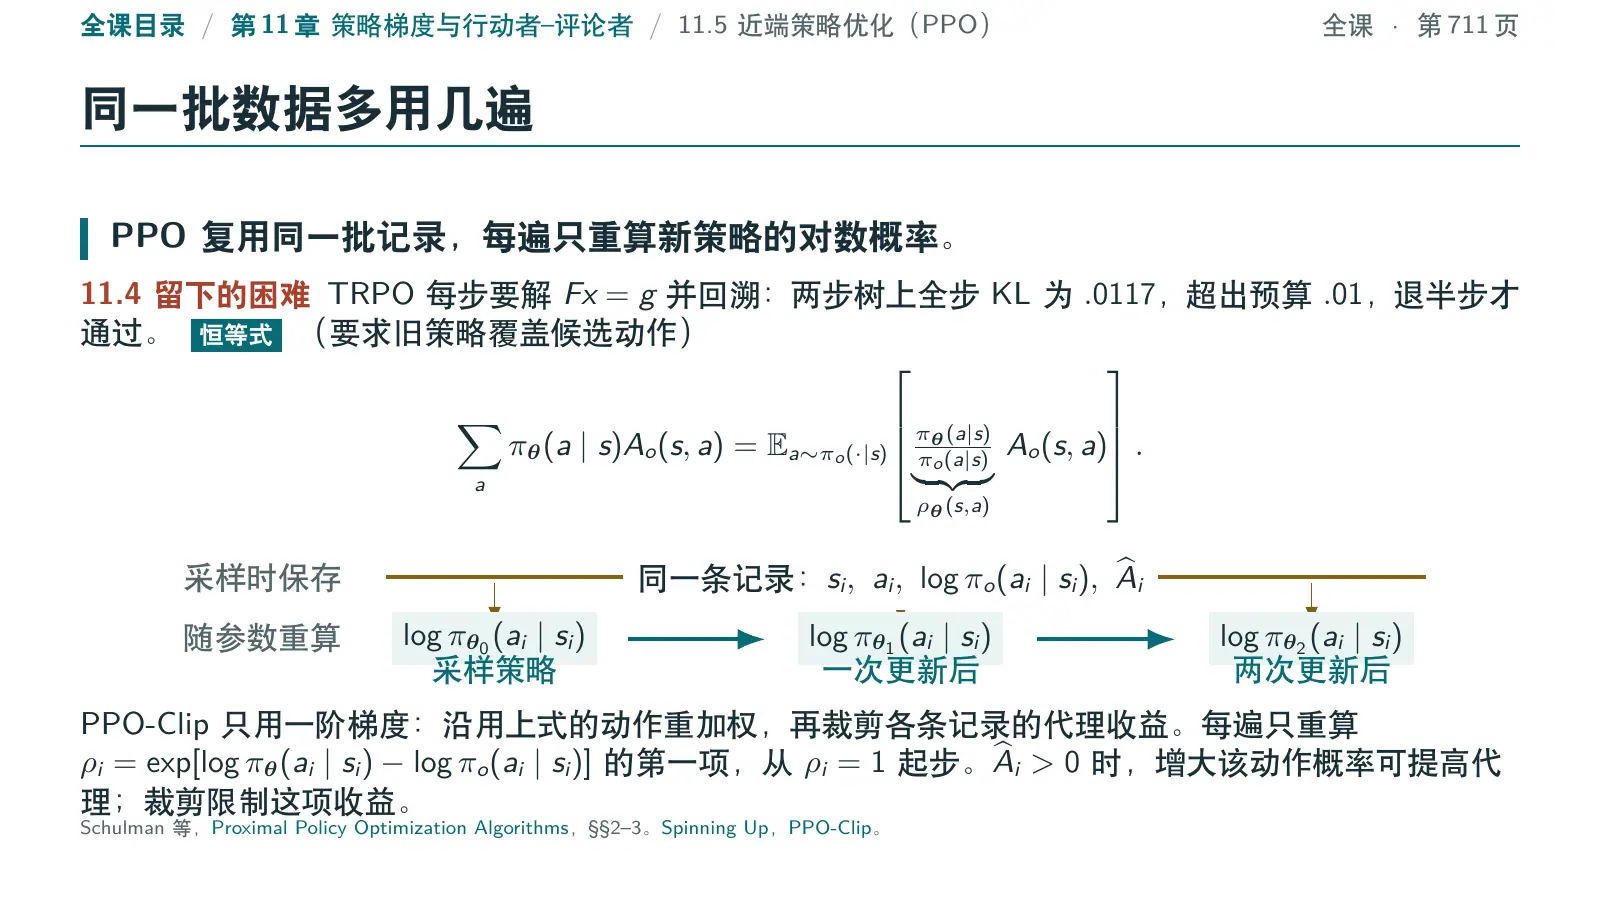 全课目录 / 第 11 章 策略梯度与行动者–评论者 / 11.5 近端策略优化（PPO）
全课 · 第 711 页
同一批数据多用几遍
PPO 复用同一批记录，每遍只重算新策略的对数概率。
11.4 留下的困难 TRPO 每步要解 Fx = g 并回溯：两步树上全步 KL 为 .0117，超出预算 .01，退半步才
通过。 恒等式 （要求旧策略覆盖候选动作）
∑_a π_θ(a | s)A_o(s, a) = 𝔼_{a∼π_o(·|s)} [ π_θ(a|s)/π_o(a|s) A_o(s, a) ] .
ρ_θ(s,a)
采样时保存 同一条记录：s_i, a_i, log π_o(a_i | s_i), Â_i
随参数重算 log π_{θ_0}(a_i | s_i) log π_{θ_1}(a_i | s_i) log π_{θ_2}(a_i | s_i)
采样策略 一次更新后 两次更新后
PPO-Clip 只用一阶梯度：沿用上式的动作重加权，再裁剪各条记录的代理收益。每遍只重算
ρ_i = exp[log π_θ(a_i | s_i) − log π_o(a_i | s_i)] 的第一项，从 ρ_i = 1 起步。Â_i > 0 时，增大该动作概率可提高代
理；裁剪限制这项收益。
Schulman 等，Proximal Policy Optimization Algorithms，§§2–3。Spinning Up，PPO-Clip。